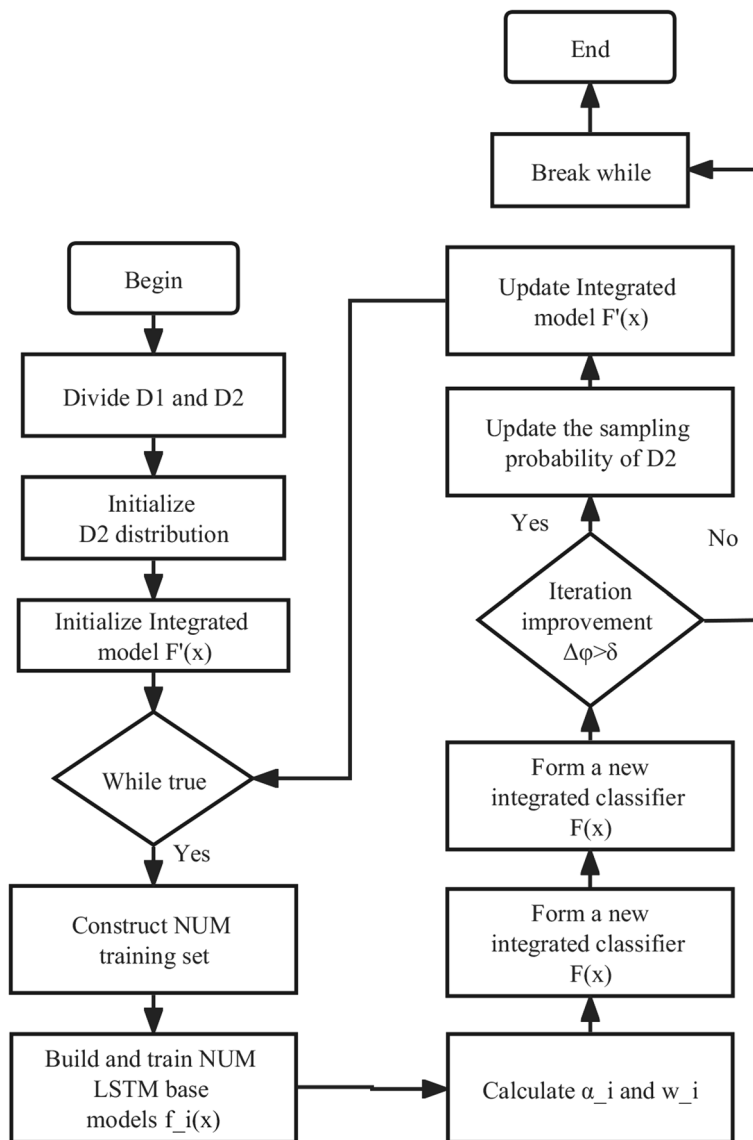 End
Break while
Begin
Divide D1 and D2
Initialize
D2 distribution
Initialize Integrated
model F'(x)
While true
Yes
Construct NUM
training set
Build and train NUM
LSTM base
models f_i(x)
Calculate α_i and w_i
Form a new
integrated classifier
F(x)
Form a new
integrated classifier
F(x)
Iteration
improvement
Δφ>δ
Yes
No
Update the sampling
probability of D2
Update Integrated
model F'(x)